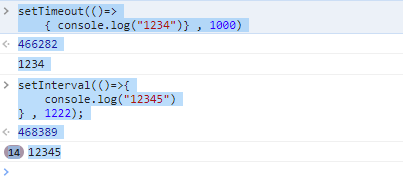 > setTimeout(()=>
{ console.log("1234")} , 1000)
466282
1234
> setInterval(()=>{
console.log("12345")
} , 1222);
468389
14 12345
>